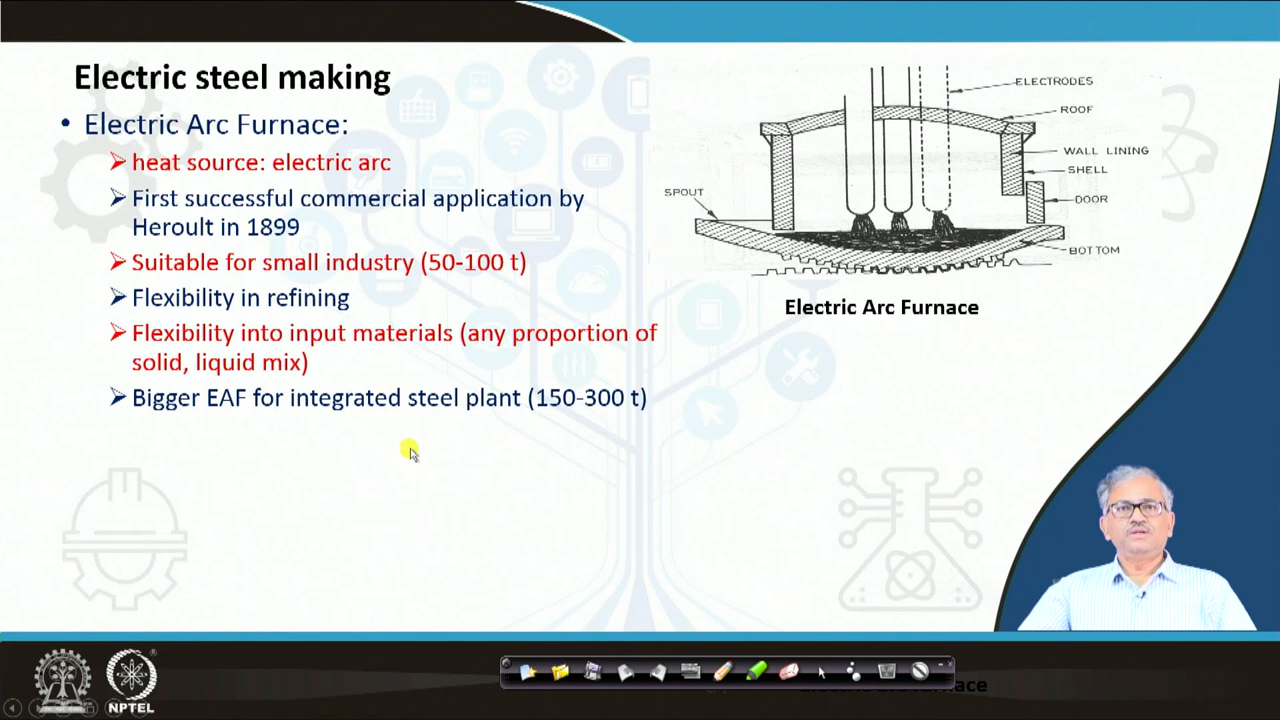 Electric steel making
• Electric Arc Furnace:
➢ heat source: electric arc
➢ First successful commercial application by
Heroult in 1899
➢ Suitable for small industry (50-100 t)
➢ Flexibility in refining
➢ Flexibility into input materials (any proportion of
solid, liquid mix)
➢ Bigger EAF for integrated steel plant (150-300 t)
ELECTRODES
ROOF
WALL LINING
SHELL
SPOUT
DOOR
BOTTOM
Electric Arc Furnace
NPTEL